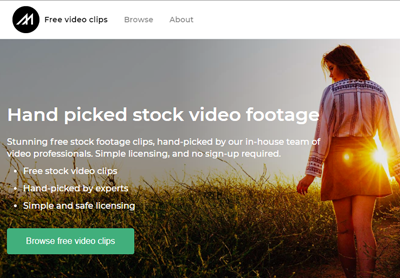 Free video clips Browse About
Hand picked stock video footage
Stunning free stock footage clips, hand-picked by our in-house team of
video professionals. Simple licensing, and no sign-up required.
• Free stock video clips
• Hand-picked by experts
• Simple and safe licensing
Browse free video clips